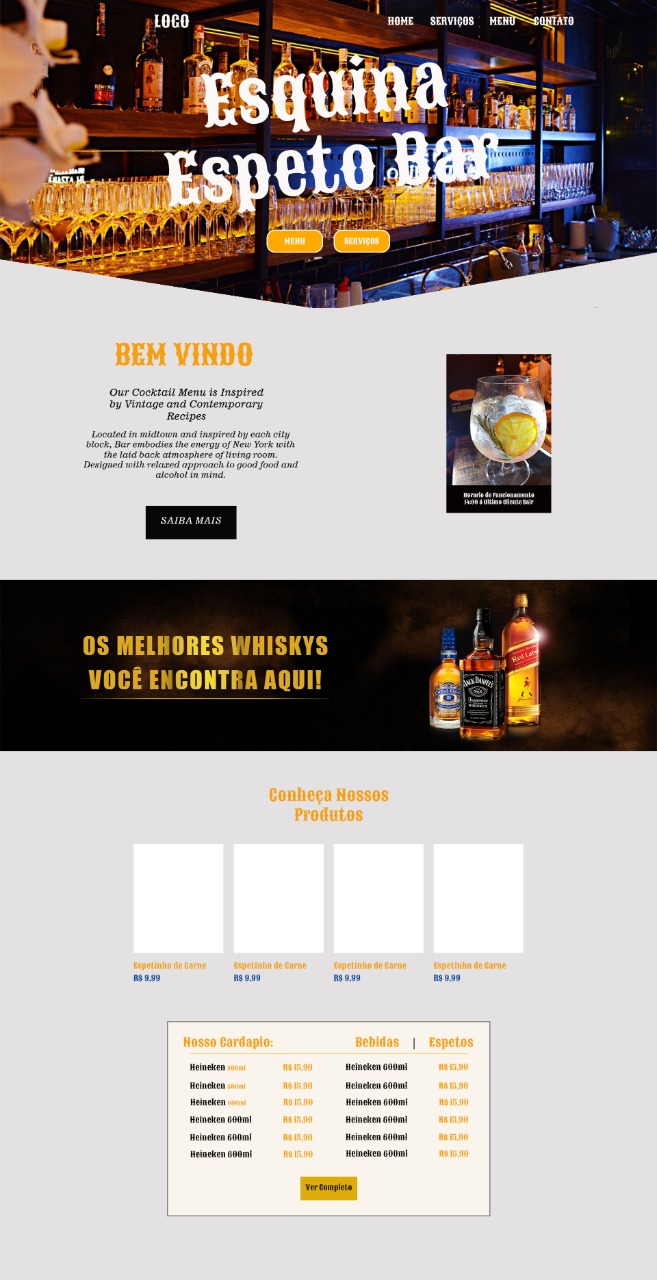 LOGO
HOME SERVIÇOS MENU CONTATO
Esquina
Espeto Bar
MENU SERVIÇOS
BEM VINDO
Our Cocktail Menu is Inspired
by Vintage and Contemporary
Recipes
Located in midtown and inspired by each city
block, Bar embodies the energy of New York with
the laid back atmosphere of living room.
Designed with relaxed approach to good food and
alcohol in mind.
SAIBA MAIS
Horario de Funcionamento
14:00 á Ultimo Cliente Sair
OS MELHORES WHISKYS
VOCÊ ENCONTRA AQUI!
JACK DANIEL'S
Red Label
Conheça Nossos
Produtos
Espetinho de Carne
R$ 9,99
Espetinho de Carne
R$ 9,99
Espetinho de Carne
R$ 9,99
Espetinho de Carne
R$ 9,99
Nosso Cardapio: Bebidas | Espetos
Heineken 600ml R$ 15,90 Heineken 600ml R$ 15,90
Heineken 600ml R$ 15,90 Heineken 600ml R$ 15,90
Heineken 600ml R$ 15,90 Heineken 600ml R$ 15,90
Heineken 600ml R$ 15,90 Heineken 600ml R$ 15,90
Heineken 600ml R$ 15,90 Heineken 600ml R$ 15,90
Heineken 600ml R$ 15,90 Heineken 600ml R$ 15,90
Ver Completo